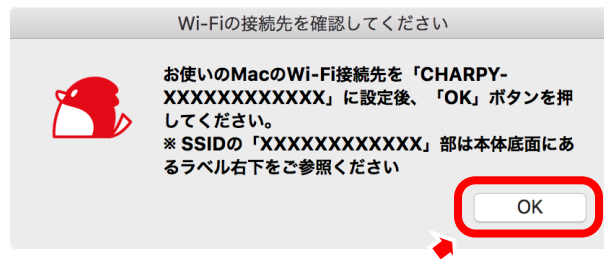 Wi-Fiの接続先を確認してください
お使いのMacのWi-Fi接続先を「CHARPY-
XXXXXXXXXXXX」に設定後、「OK」ボタンを押
してください。
※ SSIDの「XXXXXXXXXXXX」部は本体底面にあ
るラベル右下をご参照ください
OK